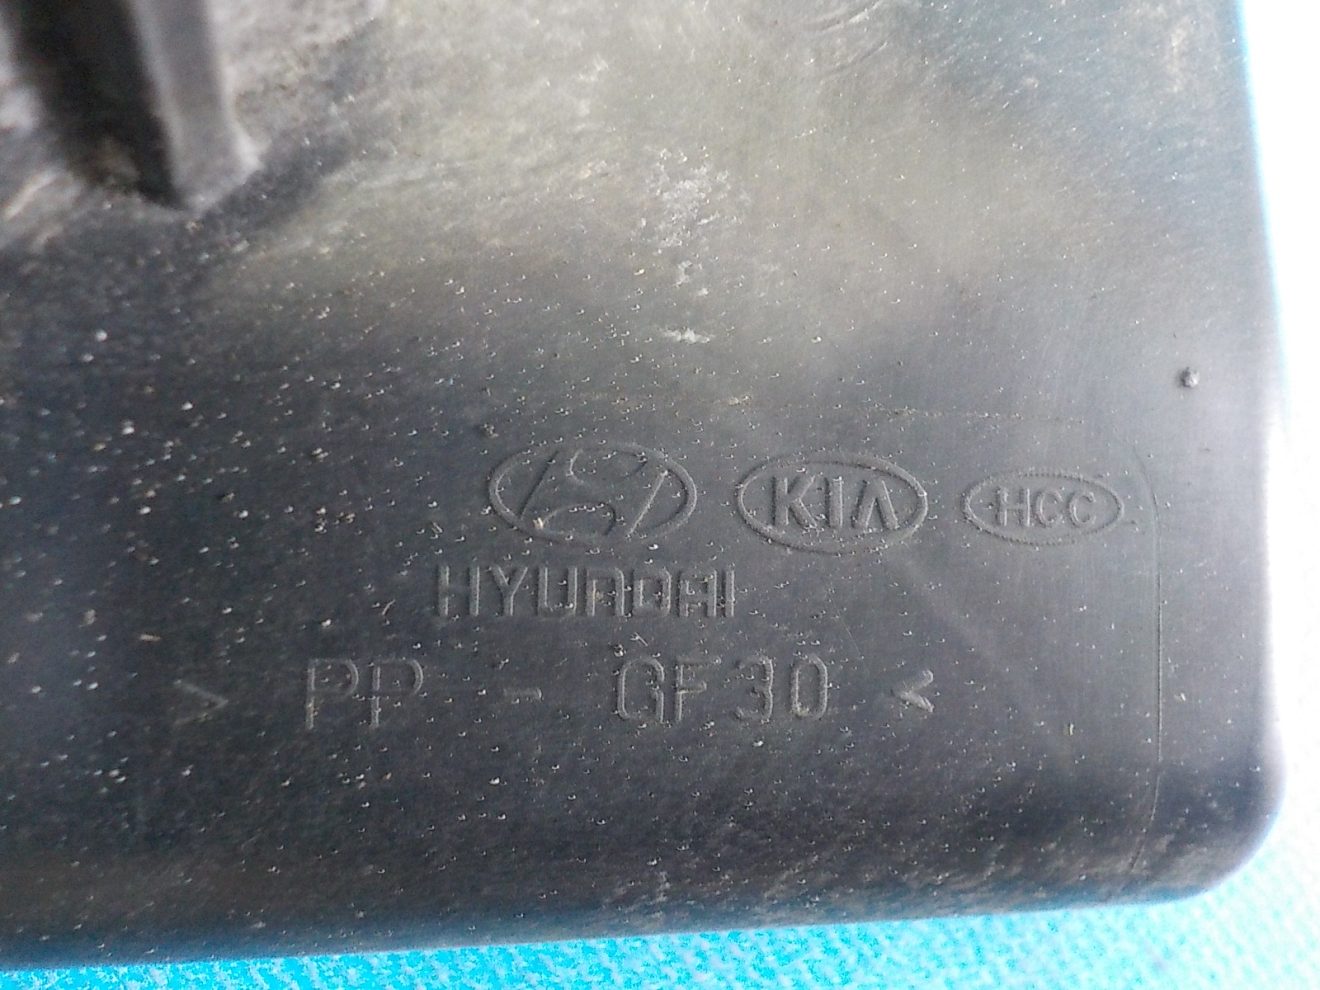 KIA HCC
HYUNDAI
> PP - GF30 <